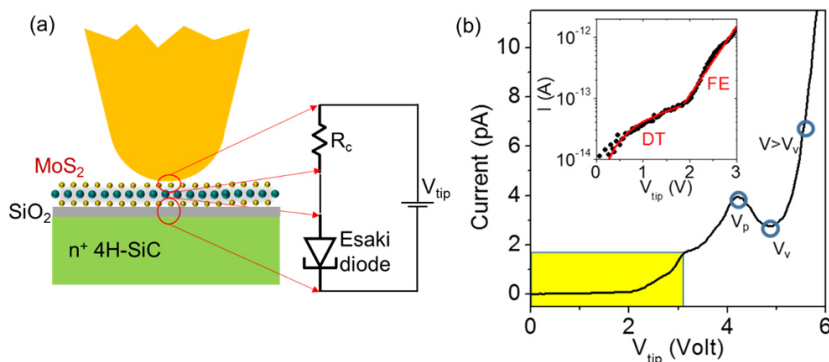 (a)
MoS₂
SiO₂
n⁺ 4H-SiC
R꜀
Esaki
diode
Vₜᵢₚ
(b)
Current (pA)
10
8
6
4
2
0
0
2
4
6
Vₜᵢₚ (Volt)
I (A)
10⁻¹²
10⁻¹³
10⁻¹⁴
0
1
2
3
Vₜᵢₚ (V)
FE
DT
V>Vᵥ
Vₚ
Vᵥ